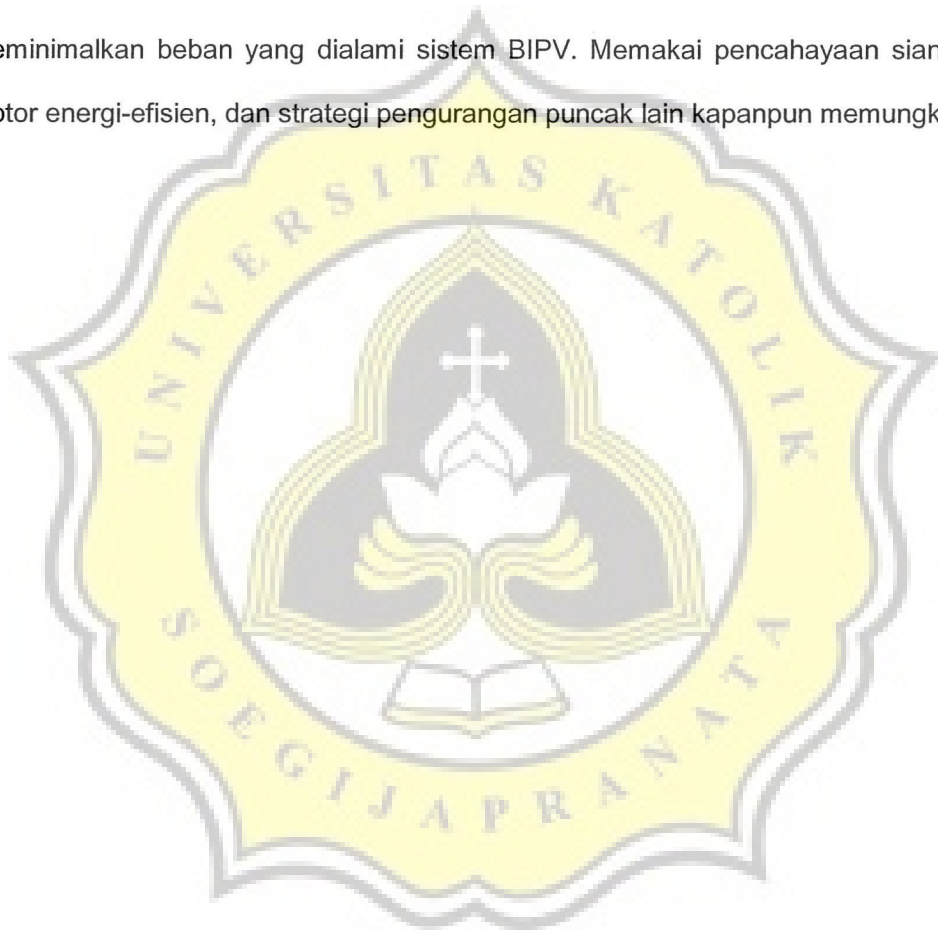 eminimalkan beban yang dialami sistem BIPV. Memakai pencahayaan sian
otor energi-efisien, dan strategi pengurangan puncak lain kapanpun memungk
UNIVERSITAS KATOLIK
SOEGIJAPRANATA